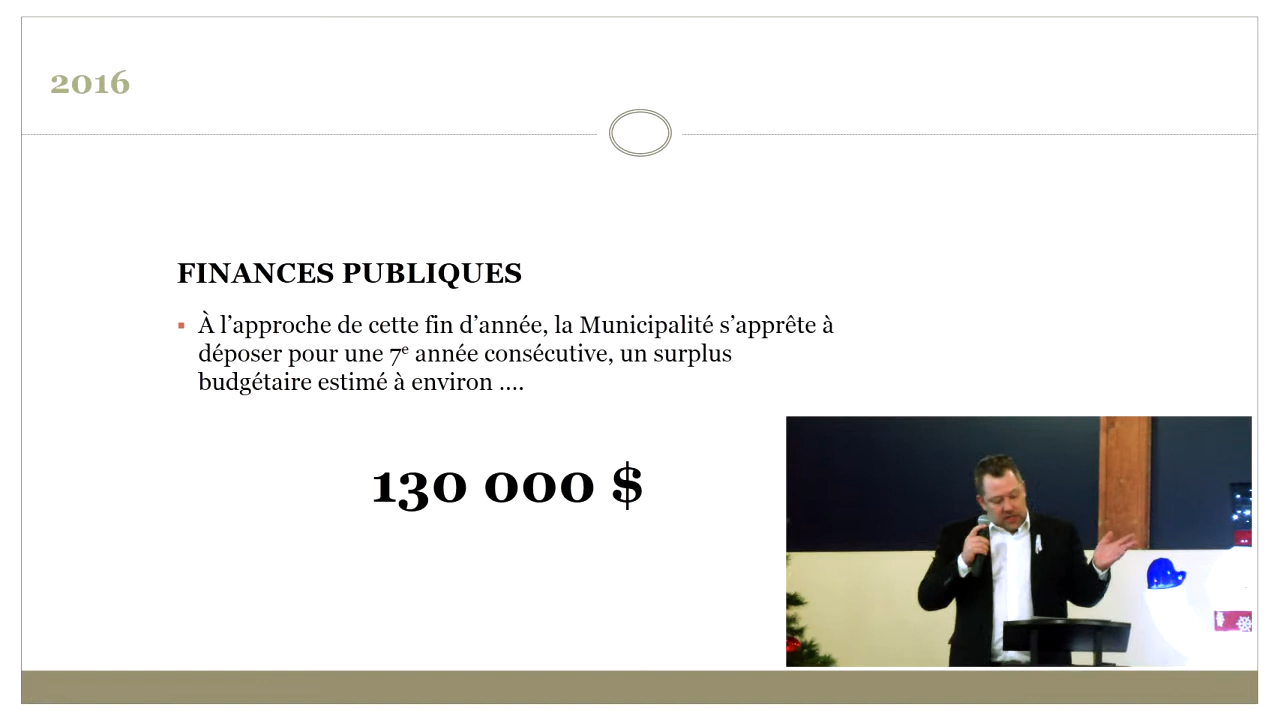 2016
FINANCES PUBLIQUES
▪ À l’approche de cette fin d’année, la Municipalité s’apprête à
déposer pour une 7e année consécutive, un surplus
budgétaire estimé à environ ....
130 000 $